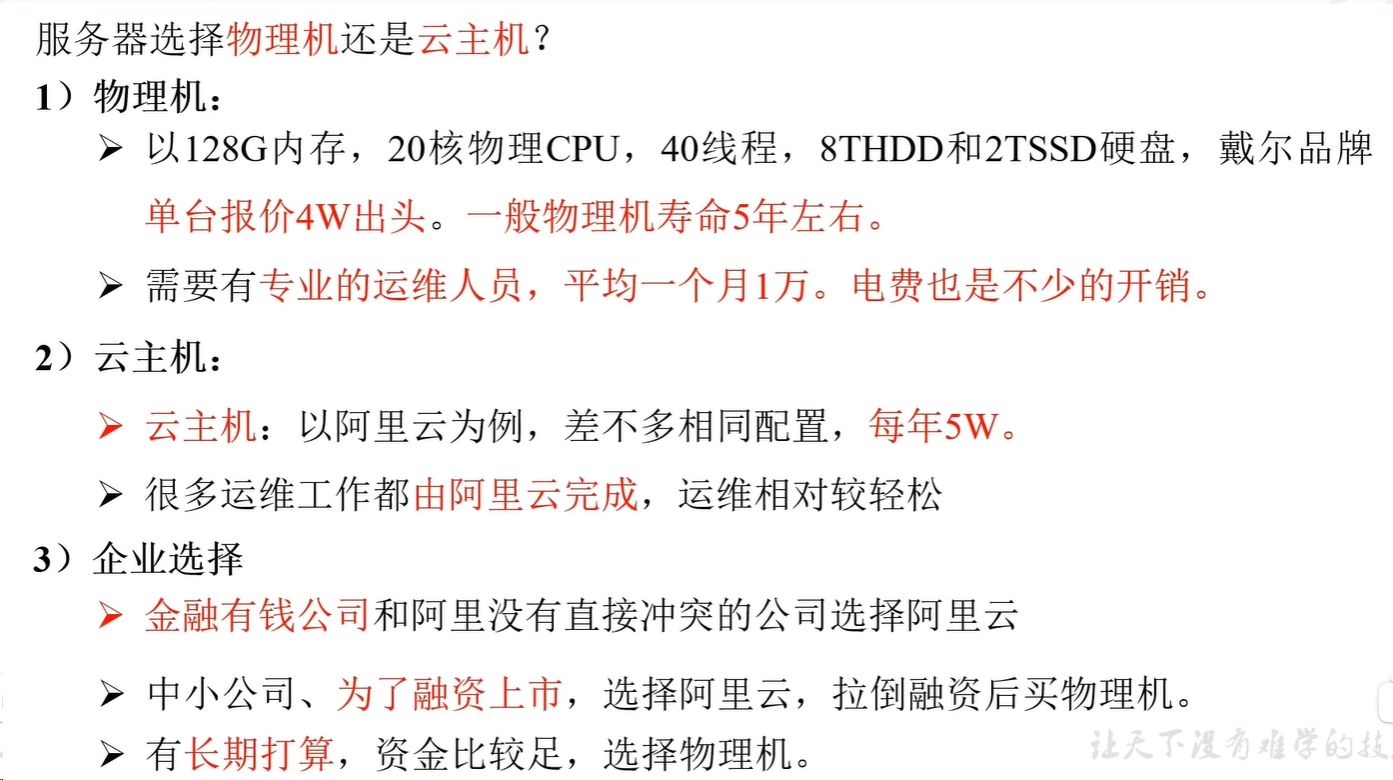 服务器选择物理机还是云主机？
1）物理机：
➢ 以128G内存，20核物理CPU，40线程，8THDD和2TSSD硬盘，戴尔品牌
单台报价4W出头。一般物理机寿命5年左右。
➢ 需要有专业的运维人员，平均一个月1万。电费也是不少的开销。
2）云主机：
➢ 云主机：以阿里云为例，差不多相同配置，每年5W。
➢ 很多运维工作都由阿里云完成，运维相对较轻松
3）企业选择
➢ 金融有钱公司和阿里没有直接冲突的公司选择阿里云
➢ 中小公司、为了融资上市，选择阿里云，拉倒融资后买物理机。
➢ 有长期打算，资金比较足，选择物理机。
让天下没有难学的技